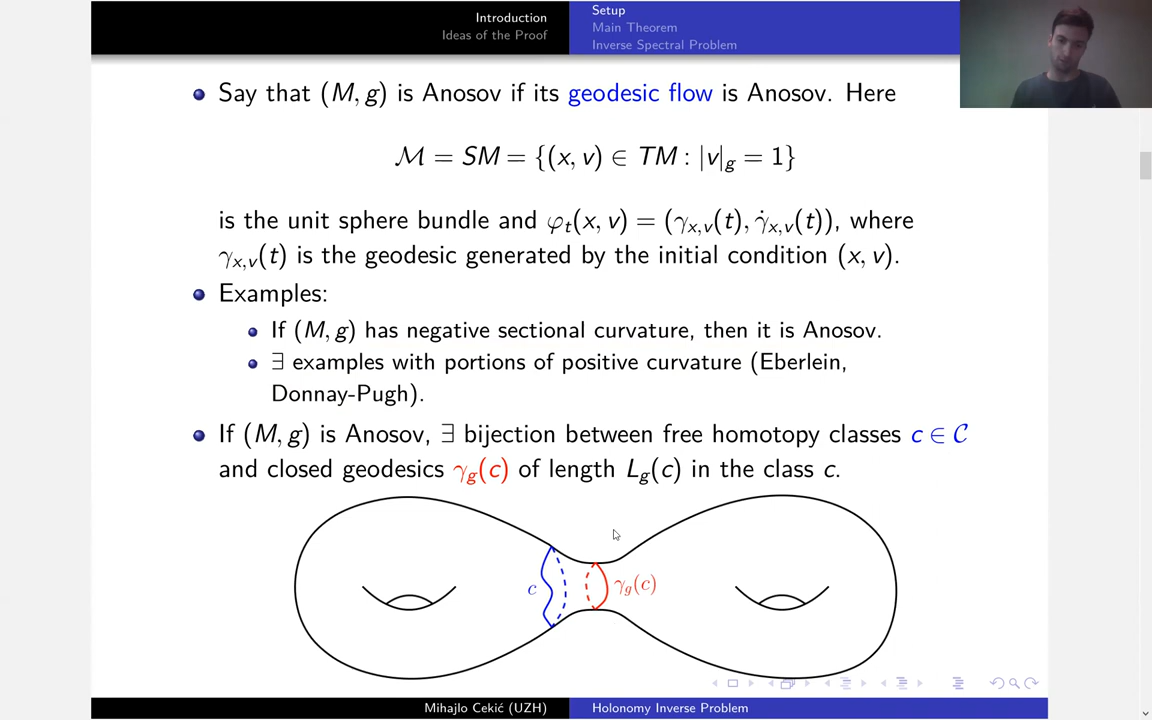 Introduction
Ideas of the Proof
Setup
Main Theorem
Inverse Spectral Problem
Say that (M, g) is Anosov if its geodesic flow is Anosov. Here
ℳ = SM = {(x, v) ∈ TM : |v|_g = 1}
is the unit sphere bundle and φ_t(x, v) = (γ_{x,v}(t), γ̇_{x,v}(t)), where
γ_{x,v}(t) is the geodesic generated by the initial condition (x, v).
Examples:
If (M, g) has negative sectional curvature, then it is Anosov.
∃ examples with portions of positive curvature (Eberlein,
Donnay-Pugh).
If (M, g) is Anosov, ∃ bijection between free homotopy classes c ∈ 𝒞
and closed geodesics γ_g(c) of length L_g(c) in the class c.
c
γ_g(c)
Mihajlo Cekić (UZH)
Holonomy Inverse Problem